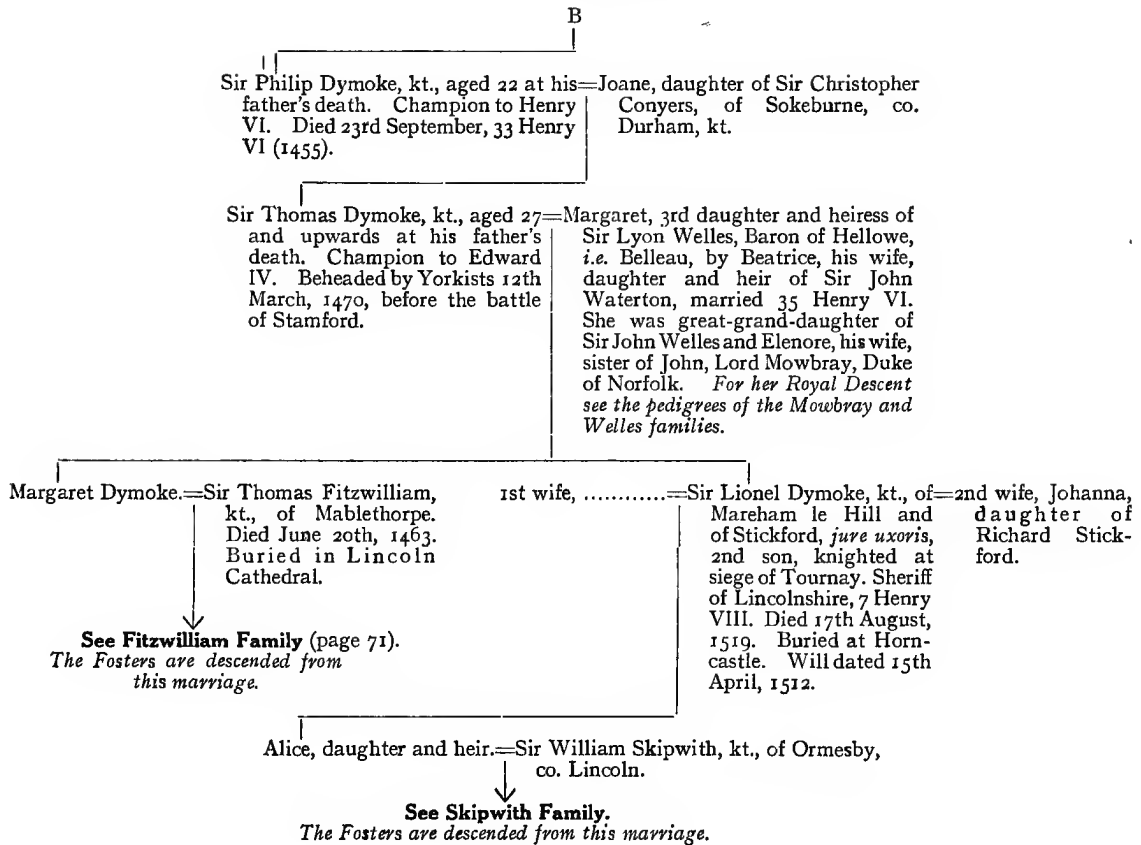 B
Sir Philip Dymoke, kt., aged 22 at his=Joane, daughter of Sir Christopher
father's death. Champion to Henry
VI. Died 23rd September, 33 Henry
VI (1455).
Conyers, of Sokeburne, co.
Durham, kt.
Sir Thomas Dymoke, kt., aged 27=Margaret, 3rd daughter and heiress of
and upwards at his father's
death. Champion to Edward
IV. Beheaded by Yorkists 12th
March, 1470, before the battle
of Stamford.
Sir Lyon Welles, Baron of Hellowe,
i.e. Belleau, by Beatrice, his wife,
daughter and heir of Sir John
Waterton, married 35 Henry VI.
She was great-grand-daughter of
Sir John Welles and Elenore, his wife,
sister of John, Lord Mowbray, Duke
of Norfolk. For her Royal Descent
see the pedigrees of the Mowbray and
Welles families.
Margaret Dymoke.=Sir Thomas Fitzwilliam,
kt., of Mablethorpe.
Died June 20th, 1463.
Buried in Lincoln
Cathedral.
See Fitzwilliam Family (page 71).
The Fosters are descended from
this marriage.
1st wife, ............=Sir Lionel Dymoke, kt., of=2nd wife, Johanna,
Mareham le Hill and
of Stickford, jure uxoris,
2nd son, knighted at
siege of Tournay. Sheriff
of Lincolnshire, 7 Henry
VIII. Died 17th August,
1519. Buried at Horn-
castle. Will dated 15th
April, 1512.
daughter of
Richard Stick-
ford.
Alice, daughter and heir.=Sir William Skipwith, kt., of Ormesby,
co. Lincoln.
See Skipwith Family.
The Fosters are descended from this marriage.